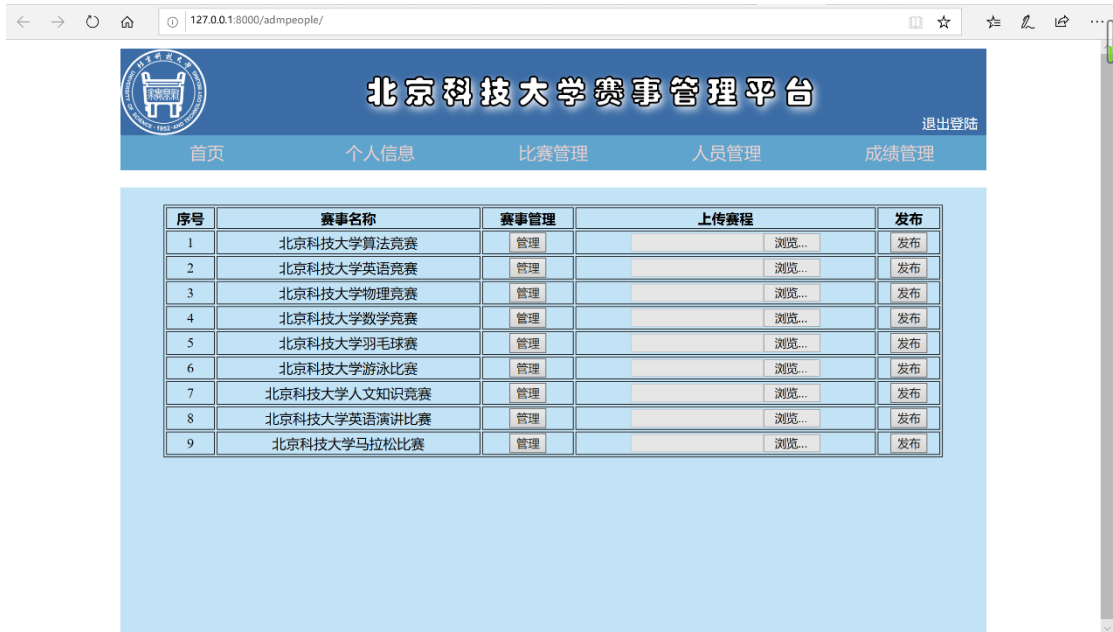 127.0.0.1:8000/admpeople/
北京科技大学赛事管理平台
退出登陆
首页 个人信息 比赛管理 人员管理 成绩管理
序号 赛事名称 赛事管理 上传赛程 发布
1 北京科技大学算法竞赛 管理 浏览... 发布
2 北京科技大学英语竞赛 管理 浏览... 发布
3 北京科技大学物理竞赛 管理 浏览... 发布
4 北京科技大学数学竞赛 管理 浏览... 发布
5 北京科技大学羽毛球赛 管理 浏览... 发布
6 北京科技大学游泳比赛 管理 浏览... 发布
7 北京科技大学人文知识竞赛 管理 浏览... 发布
8 北京科技大学英语演讲比赛 管理 浏览... 发布
9 北京科技大学马拉松比赛 管理 浏览... 发布